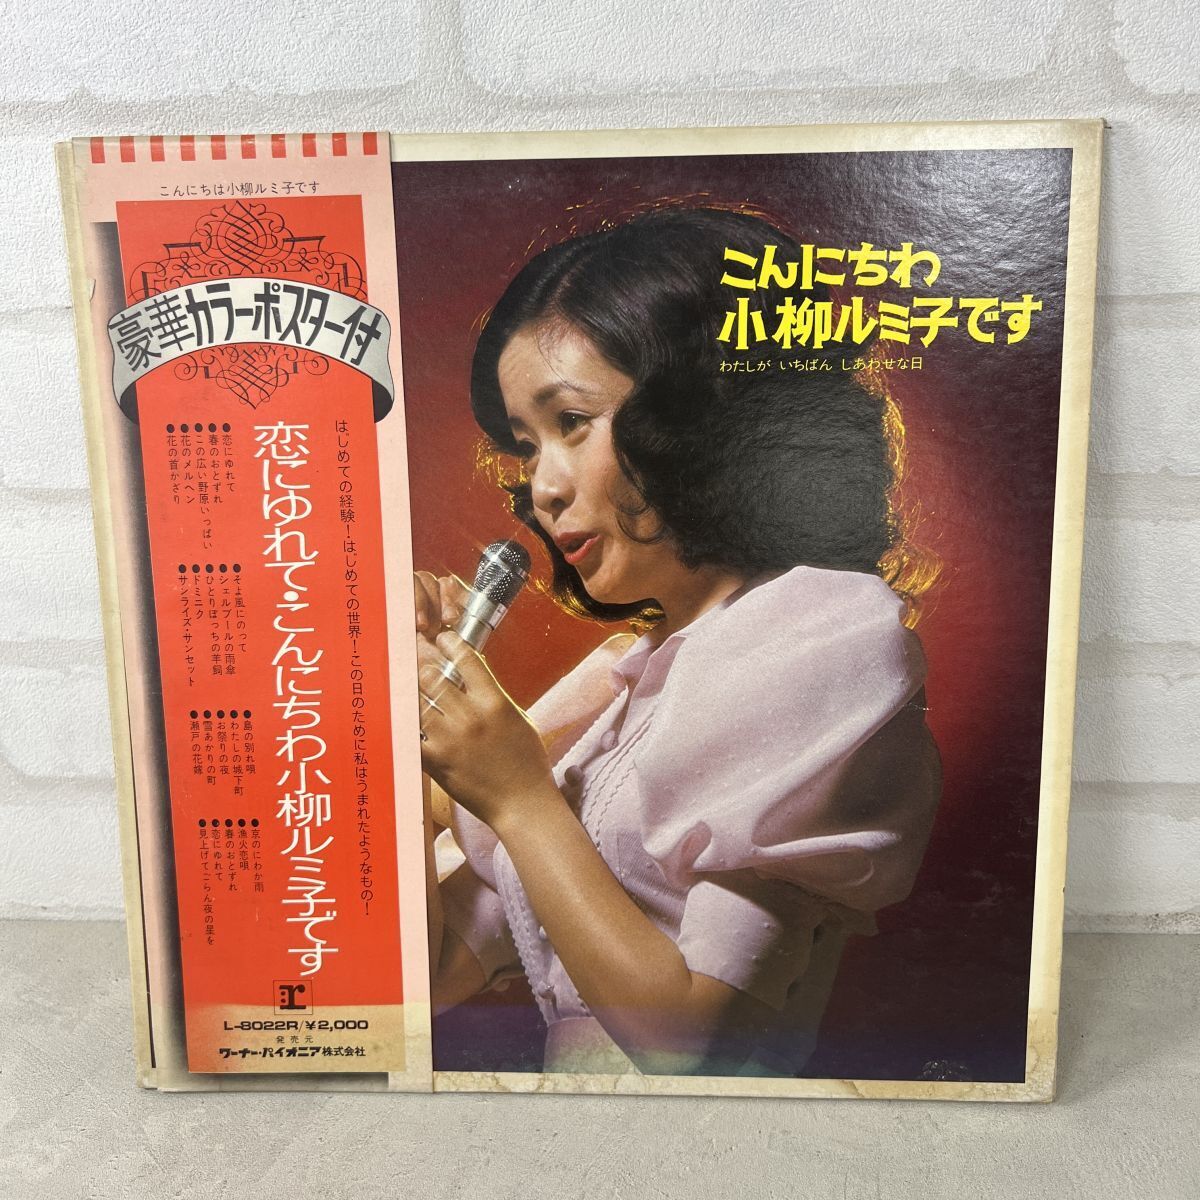 こんにちは小柳ルミ子です
豪華カラーポスター付
はじめての経験!はじめての世界!この日のために私はうまれたようなもの!
恋にゆれて・こんにちわ小柳ルミ子です
●恋にゆれて
●春のおとずれ
●この広い野原いっぱい
●花のメルヘン
●花の首かざり
●そよ風にのって
●シェルブールの雨傘
●ひとりぼっちの羊飼
●ドミニク
●サンライズ・サンセット
●島の別れ唄
●わたしの城下町
●お祭りの夜
●雪あかりの町
●瀬戸の花嫁
●京のにわか雨
●漁火恋唄
●春のおとずれ
●恋にゆれて
●見上げてごらん夜の星を
r
L-8022R/¥2,000
発売元
ワーナー・パイオニア株式会社
こんにちわ
小柳ルミ子です
わたしが いちばん しあわせな日